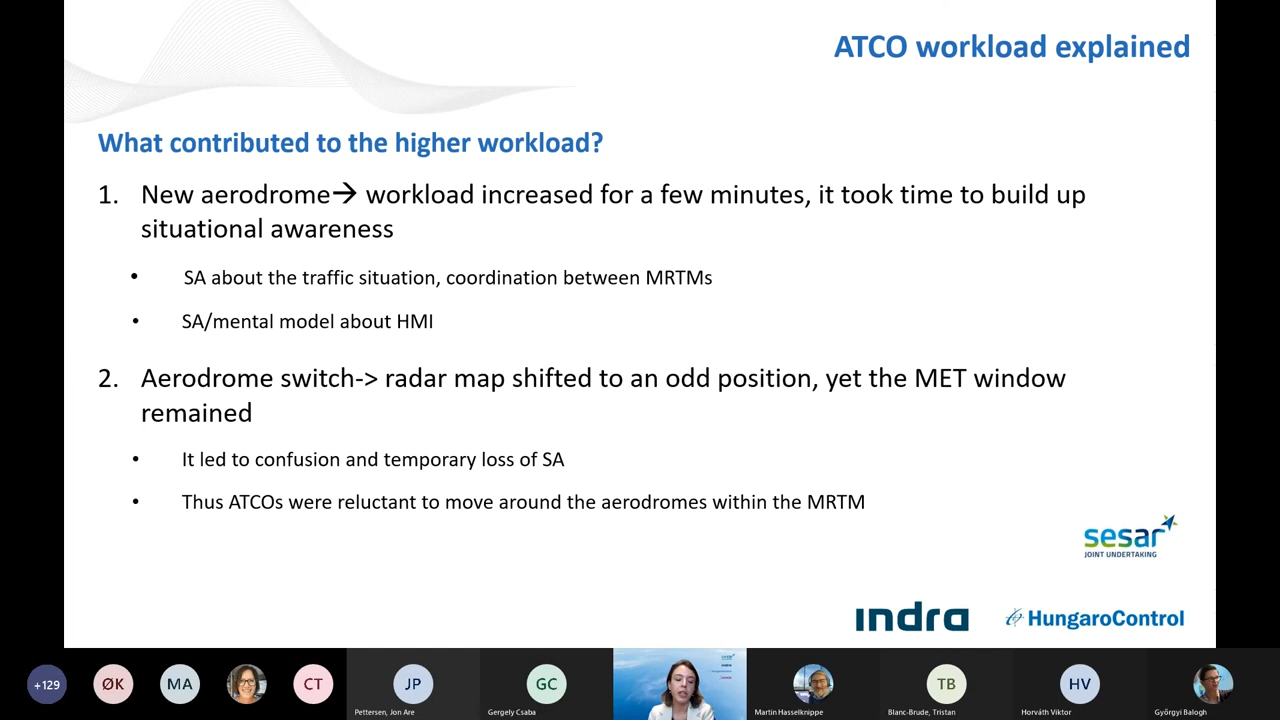 ATCO workload explained
What contributed to the higher workload?
1. New aerodrome→ workload increased for a few minutes, it took time to build up
situational awareness
• SA about the traffic situation, coordination between MRTMs
• SA/mental model about HMI
2. Aerodrome switch-> radar map shifted to an odd position, yet the MET window
remained
• It led to confusion and temporary loss of SA
• Thus ATCOs were reluctant to move around the aerodromes within the MRTM
sesar
JOINT UNDERTAKING
indra
HungaroControl
+129
ØK
MA
CT
JP
Pettersen, Jon Are
GC
Gergely Csaba
Martin Hasselknippe
TB
Blanc-Brude, Tristan
HV
Horváth Viktor
Györgyi Balogh